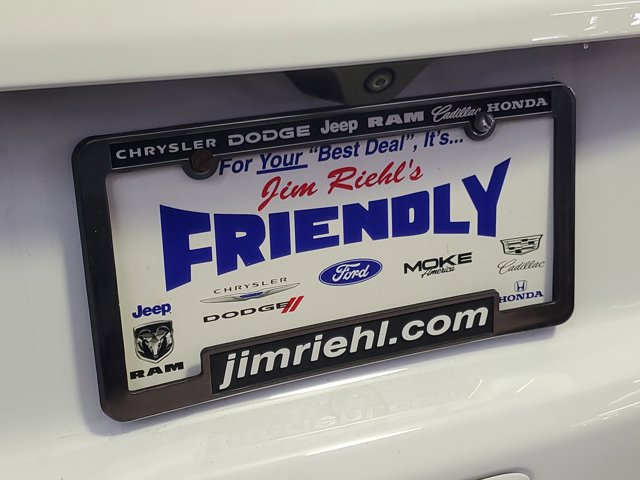 CHRYSLER DODGE Jeep RAM Cadillac HONDA
For Your "Best Deal", It's...
Jim Riehl's
FRIENDLY
CHRYSLER
DODGE
Ford
MOKE
America
Cadillac
HONDA
Jeep
RAM
jimriehl.com